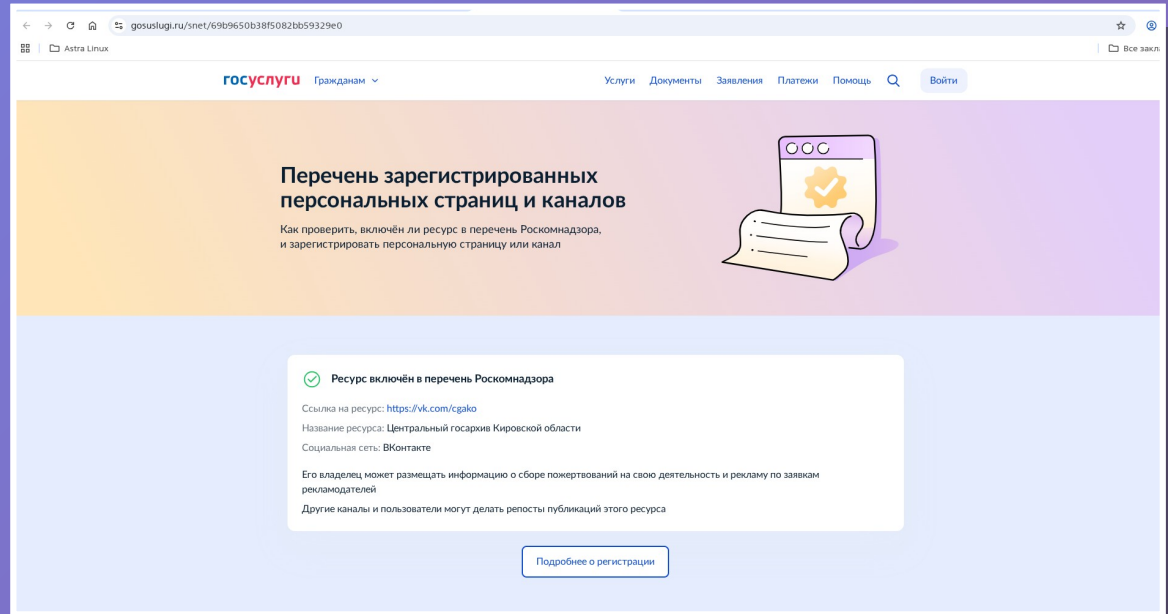 gosuslugi.ru/snet/69b9650b38f5082bb59329e0
Astra Linux
Все закл
госуслуги Гражданам Услуги Документы Заявления Платежи Помощь Войти
Перечень зарегистрированных
персональных страниц и каналов
Как проверить, включён ли ресурс в перечень Роскомнадзора,
и зарегистрировать персональную страницу или канал
Ресурс включён в перечень Роскомнадзора
Ссылка на ресурс: https://vk.com/cgako
Название ресурса: Центральный госархив Кировской области
Социальная сеть: ВКонтакте
Его владелец может размещать информацию о сборе пожертвований на свою деятельность и рекламу по заявкам
рекламодателей
Другие каналы и пользователи могут делать репосты публикаций этого ресурса
Подробнее о регистрации